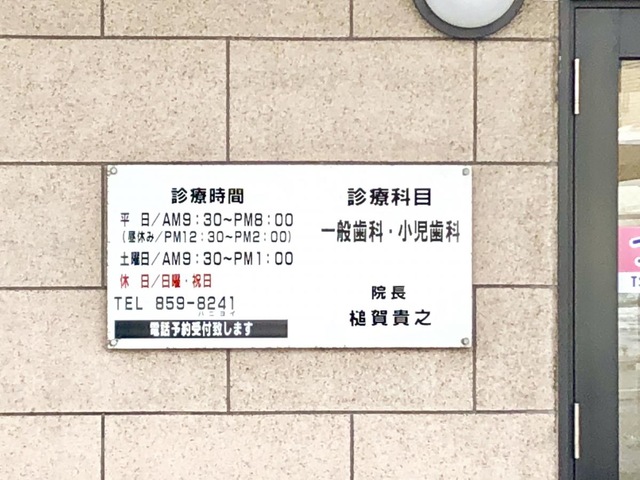 診療時間
平 日/AM9:30〜PM8:00
(昼休み/PM12:30〜PM2:00)
土曜日/AM9:30〜PM1:00
休 日/日曜・祝日
TEL 859-8241
ハニヨイ
電話予約受付致します
診療科目
一般歯科・小児歯科
院長
槌賀貴之